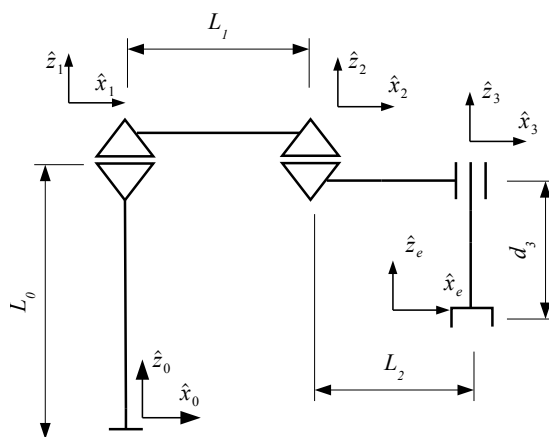 L₁
ẑ₁
x̂₁
ẑ₂
x̂₂
ẑ₃
x̂₃
L₀
ẑₑ
x̂ₑ
d₃
ẑ₀
x̂₀
L₂